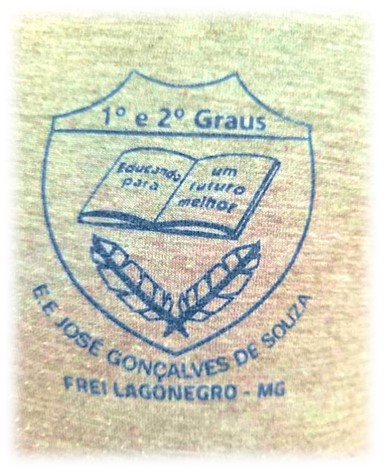 1º e 2º Graus
Educando
para
um
futuro
melhor
E.E JOSÉ GONÇALVES DE SOUZA
FREI LAGONEGRO - MG